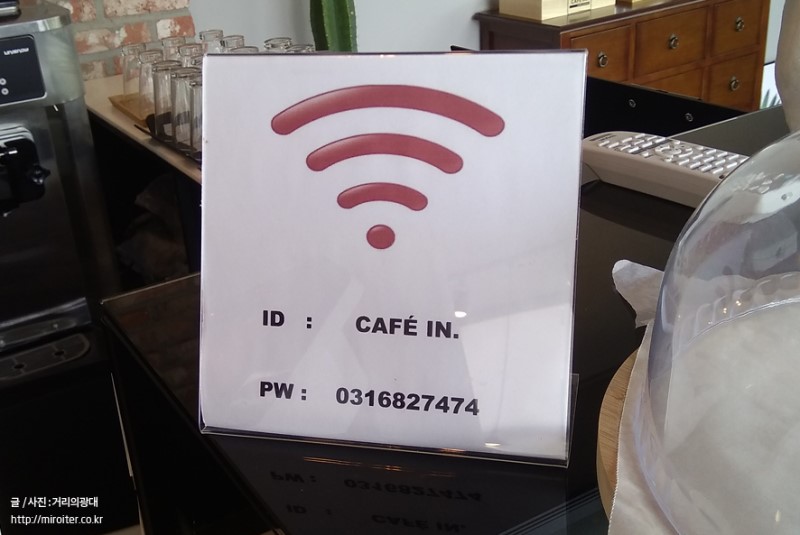 ID : CAFÉ IN.
PW : 0316827474
글 / 사진 : 거리의광대
http://miroiter.co.kr